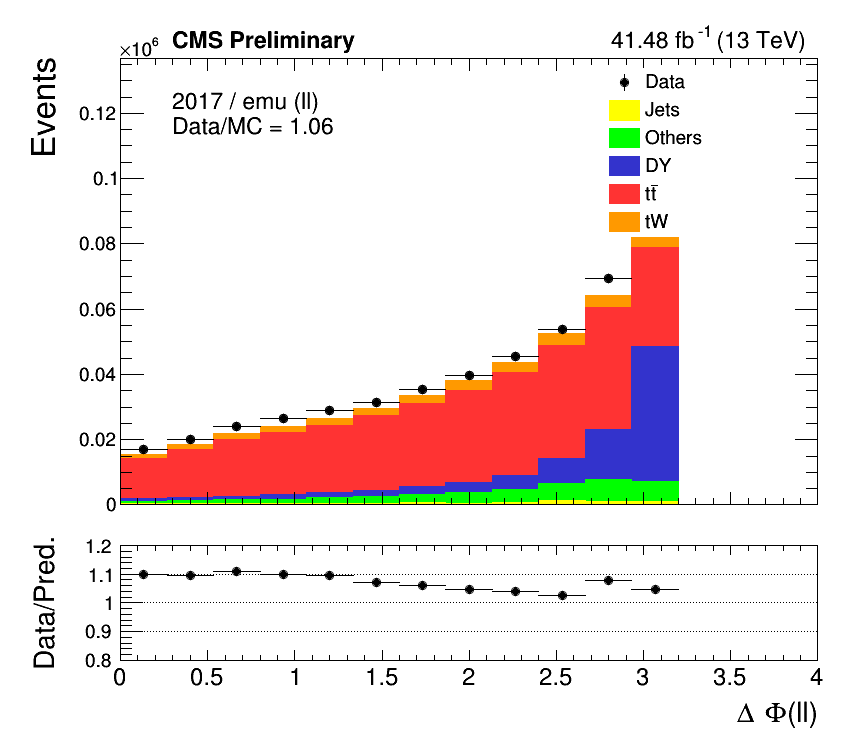 ×10⁶ CMS Preliminary 41.48 fb⁻¹ (13 TeV)
Events
2017 / emu (ll)
Data/MC = 1.06
Data
Jets
Others
DY
tt̄
tW
0.12
0.1
0.08
0.06
0.04
0.02
0
Data/Pred.
1.2
1.1
1
0.9
0.8
0 0.5 1 1.5 2 2.5 3 3.5 4
Δ Φ(ll)